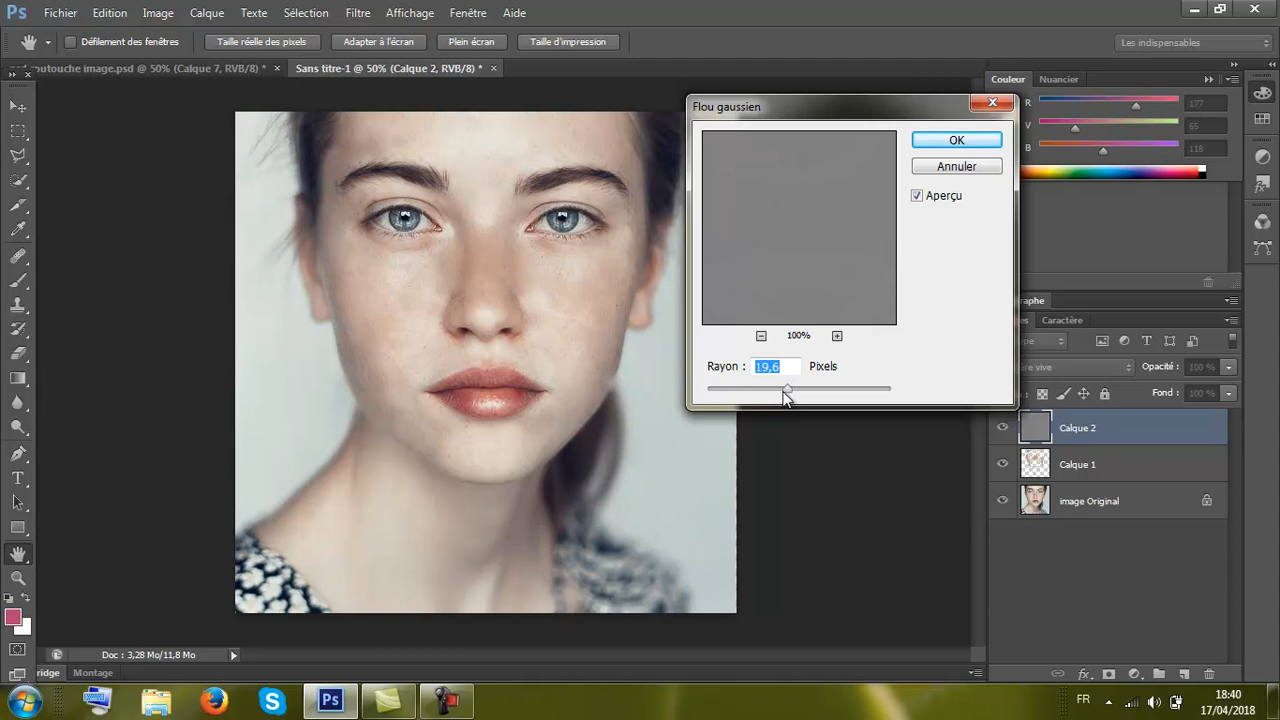 Ps Fichier Edition Image Calque Texte Sélection Filtre Affichage Fenêtre Aide
Défilement des fenêtres Taille réelle des pixels Adapter à l'écran Plein écran Taille d'impression Les indispensables
image.psd @ 50% (Calque 7, RVB/8) * × Sans titre-1 @ 50% (Calque 2, RVB/8) * ×
Couleur Nuancier
R 177
V 65
B 118
Flou gaussien
OK
Annuler
Aperçu
100%
Rayon : 19,6 Pixels
graphe
Caractère
Opacité : 100 %
Fond : 100 %
Calque 2
Calque 1
image Original
T
Doc : 3,28 Mo/11,8 Mo
ridge Montage
Ps
FR
18:40
17/04/2018